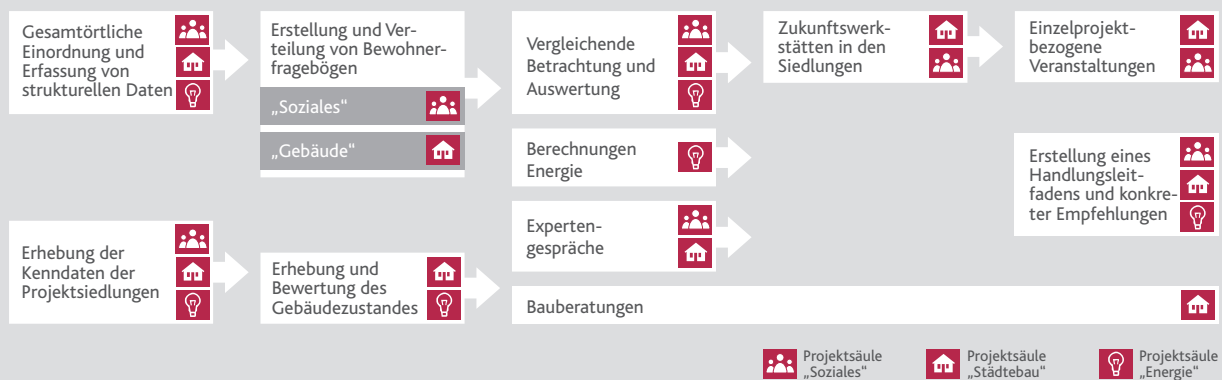 Gesamtörtliche
Einordnung und
Erfassung von
strukturellen Daten
Erstellung und Ver-
teilung von Bewohner-
fragebögen
„Soziales“
„Gebäude“
Vergleichende
Betrachtung und
Auswertung
Zukunftswerk-
stätten in den
Siedlungen
Einzelprojekt-
bezogene
Veranstaltungen
Berechnungen
Energie
Erstellung eines
Handlungsleit-
fadens und konkre-
ter Empfehlungen
Experten-
gespräche
Erhebung der
Kenndaten der
Projektsiedlungen
Erhebung und
Bewertung des
Gebäudezustandes
Bauberatungen
Projektsäule
„Soziales“
Projektsäule
„Städtebau“
Projektsäule
„Energie“